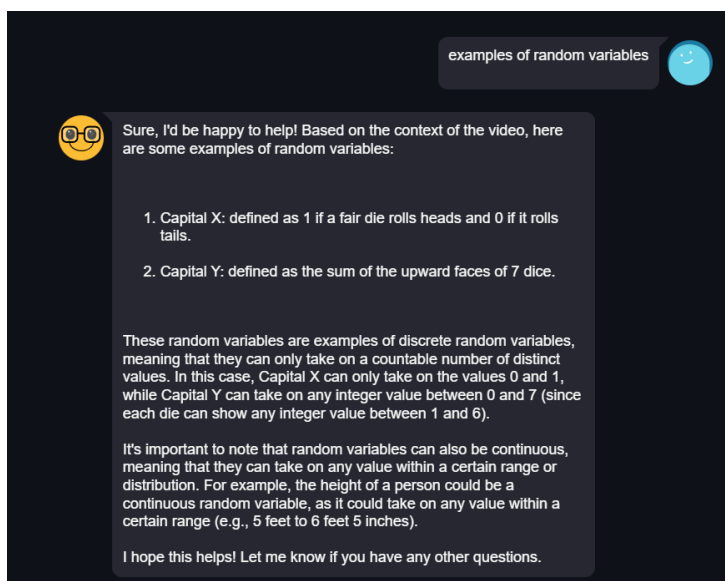 examples of random variables
Sure, I'd be happy to help! Based on the context of the video, here
are some examples of random variables:
1. Capital X: defined as 1 if a fair die rolls heads and 0 if it rolls
tails.
2. Capital Y: defined as the sum of the upward faces of 7 dice.
These random variables are examples of discrete random variables,
meaning that they can only take on a countable number of distinct
values. In this case, Capital X can only take on the values 0 and 1,
while Capital Y can take on any integer value between 0 and 7 (since
each die can show any integer value between 1 and 6).
It's important to note that random variables can also be continuous,
meaning that they can take on any value within a certain range or
distribution. For example, the height of a person could be a
continuous random variable, as it could take on any value within a
certain range (e.g., 5 feet to 6 feet 5 inches).
I hope this helps! Let me know if you have any other questions.